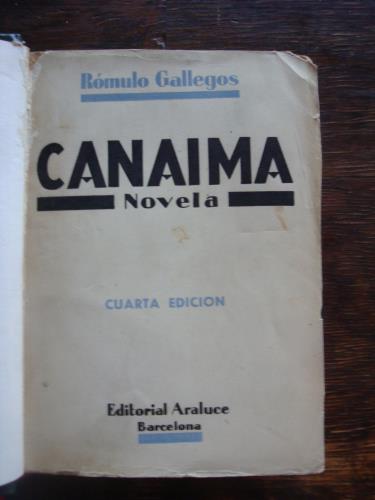 Rómulo Gallegos
CANAIMA
Novela
CUARTA EDICION
Editorial Araluce
Barcelona